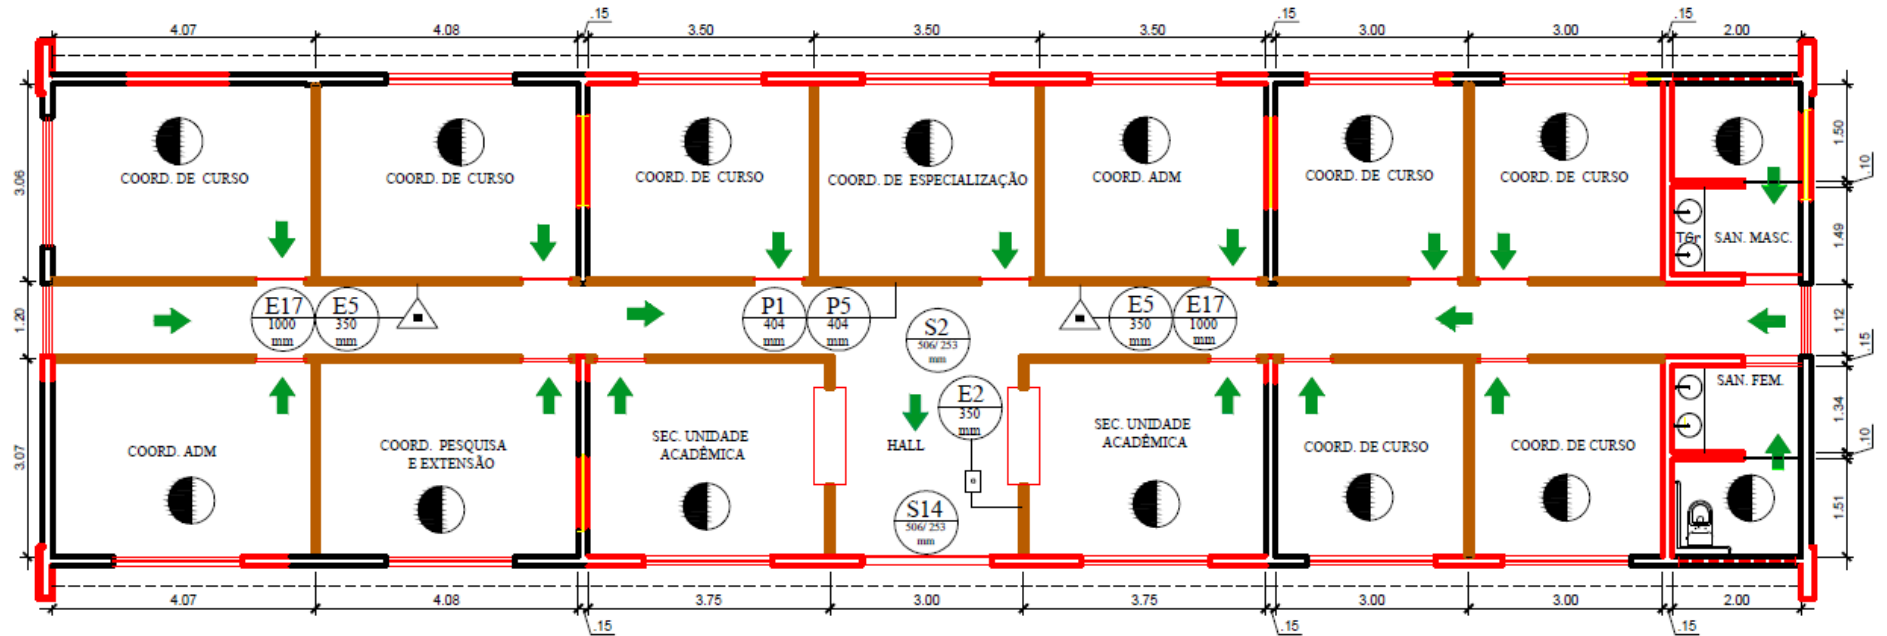 .15 .15 .15
4.07 4.08 3.50 3.50 3.50 3.00 3.00 2.00
COORD. DE CURSO
COORD. DE CURSO
COORD. DE CURSO
COORD. DE ESPECIALIZAÇÃO
COORD. ADM
COORD. DE CURSO
COORD. DE CURSO
1.50
.10
3.06
TGr
SAN. MASC.
1.49
E17
1000
mm
E5
350
mm
P1
404
mm
P5
404
mm
S2
506/ 253
mm
E5
350
mm
E17
1000
mm
1.20
1.12
.15
SAN. FEM.
E2
350
mm
1.34
COORD. ADM
COORD. PESQUISA
E EXTENSÃO
SEC. UNIDADE
ACADÊMICA
HALL
SEC. UNIDADE
ACADÊMICA
COORD. DE CURSO
COORD. DE CURSO
.10
3.07
S14
506/ 253
mm
1.51
4.07 4.08 3.75 3.00 3.75 3.00 3.00 2.00
.15 .15 .15